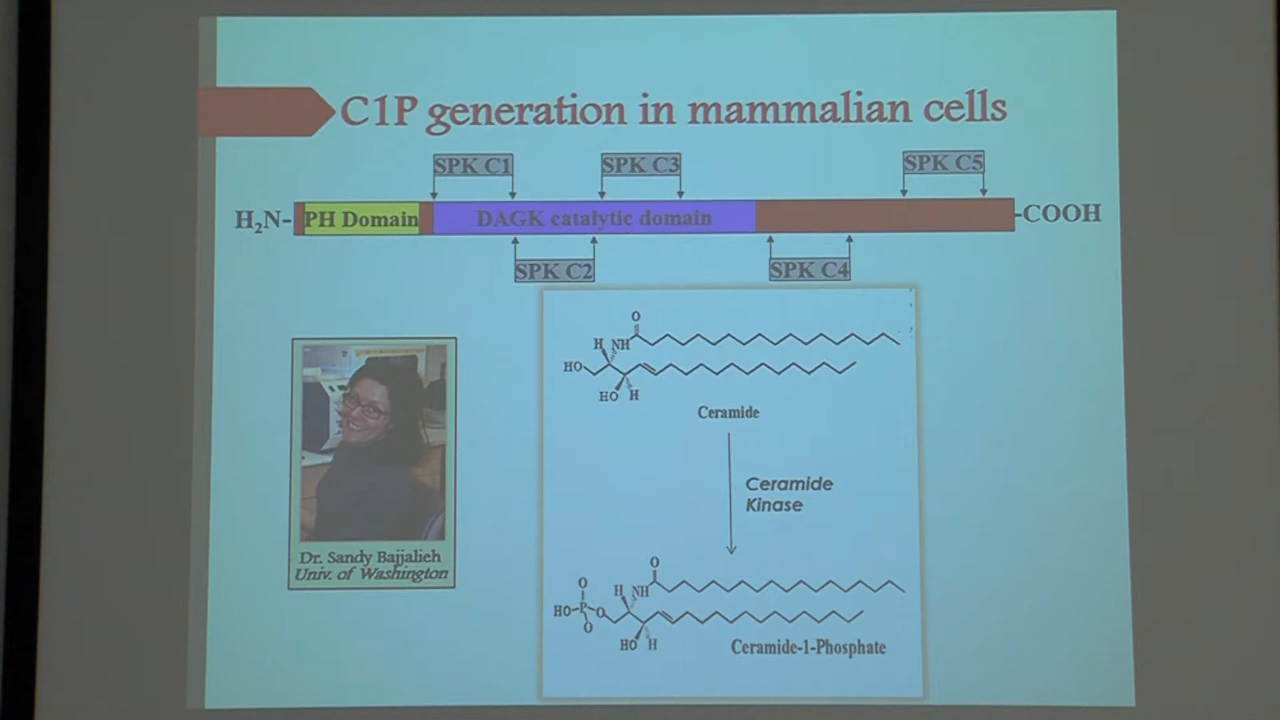 C1P generation in mammalian cells
SPK C1
SPK C3
SPK C5
H₂N-
PH Domain
DAGK catalytic domain
-COOH
SPK C2
SPK C4
O
H NH
HO
HO H
Ceramide
Ceramide
Kinase
Dr. Sandy Bajjalieh
Univ. of Washington
O
O
H NH
HO-P-O
O
HO H
Ceramide-1-Phosphate